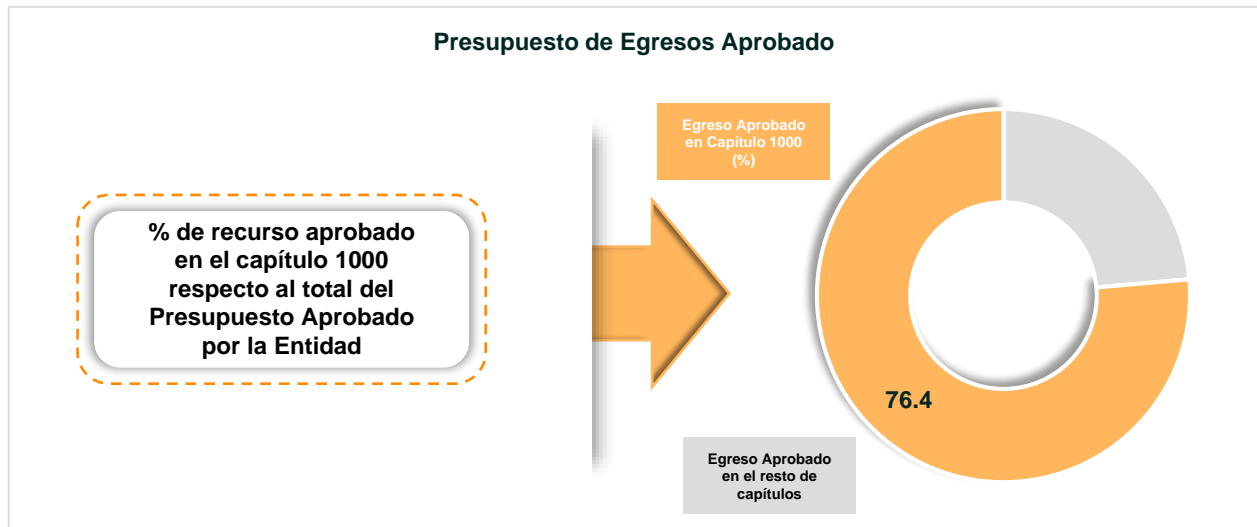 Presupuesto de Egresos Aprobado
Egreso Aprobado
en Capítulo 1000
(%)
% de recurso aprobado
en el capítulo 1000
respecto al total del
Presupuesto Aprobado
por la Entidad
76.4
Egreso Aprobado
en el resto de
capítulos